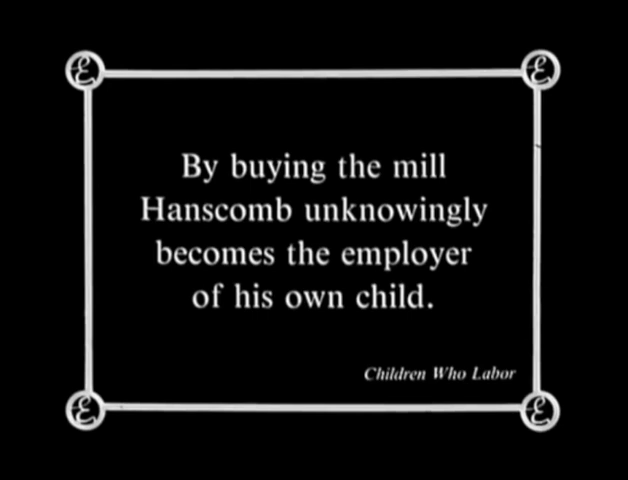 E E
By buying the mill
Hanscomb unknowingly
becomes the employer
of his own child.
Children Who Labor
E E